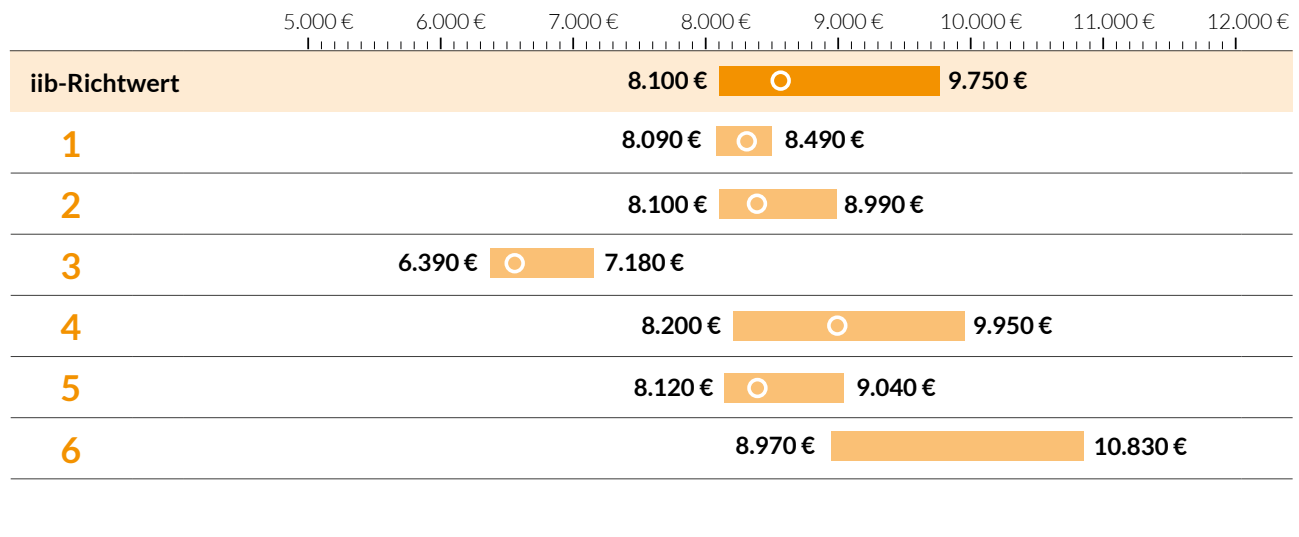 5.000 € 6.000 € 7.000 € 8.000 € 9.000 € 10.000 € 11.000 € 12.000 €
iib-Richtwert 8.100 € 9.750 €
1 8.090 € 8.490 €
2 8.100 € 8.990 €
3 6.390 € 7.180 €
4 8.200 € 9.950 €
5 8.120 € 9.040 €
6 8.970 € 10.830 €